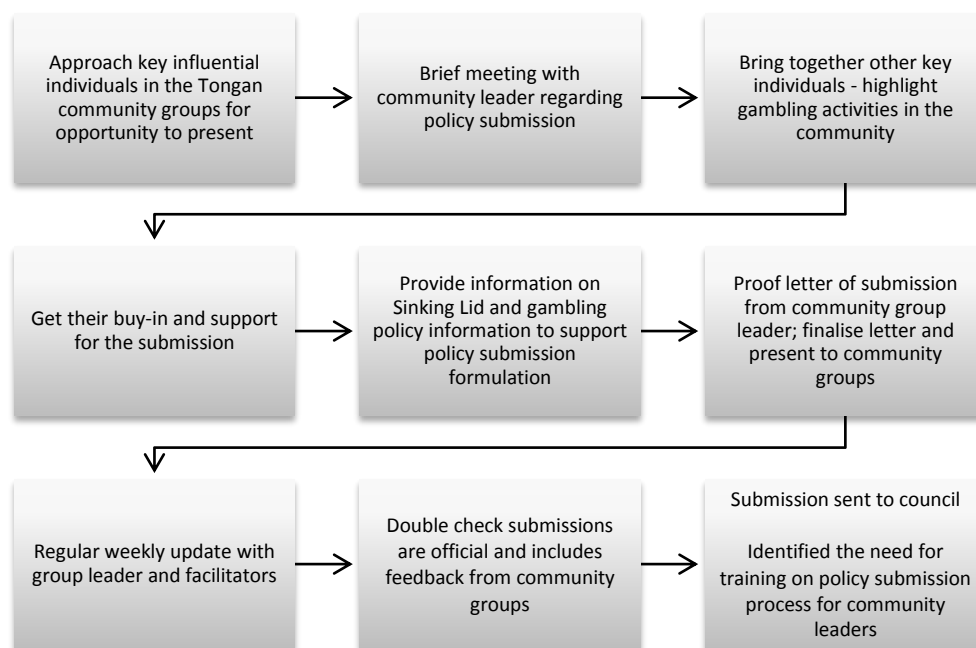 Approach key influential
individuals in the Tongan
community groups for
opportunity to present
Brief meeting with
community leader regarding
policy submission
Bring together other key
individuals - highlight
gambling activities in the
community
Get their buy-in and support
for the submission
Provide information on
Sinking Lid and gambling
policy information to support
policy submission
formulation
Proof letter of submission
from community group
leader; finalise letter and
present to community
groups
Regular weekly update with
group leader and facilitators
Double check submissions
are official and includes
feedback from community
groups
Submission sent to council
Identified the need for
training on policy submission
process for community
leaders